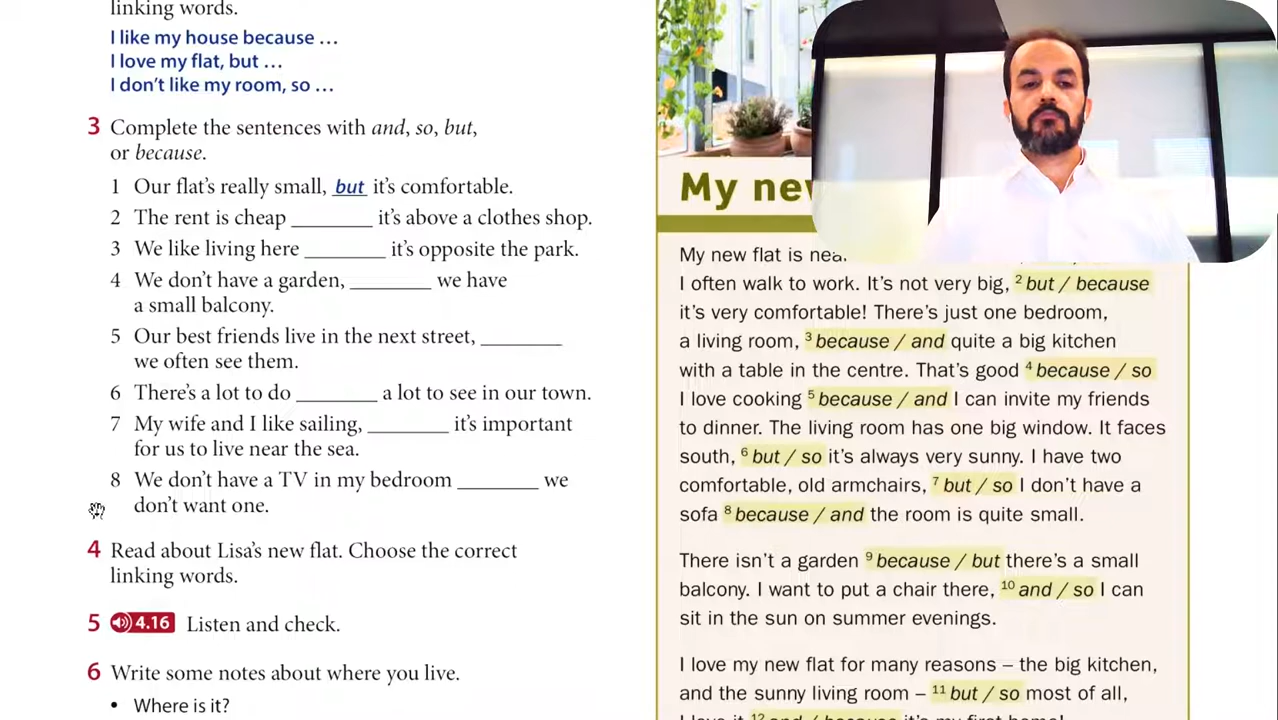 linking words.
I like my house because …
I love my flat, but …
I don't like my room, so …
3 Complete the sentences with and, so, but,
or because.
1 Our flat's really small, but it's comfortable.
2 The rent is cheap ________ it's above a clothes shop.
3 We like living here ________ it's opposite the park.
4 We don't have a garden, ________ we have
a small balcony.
5 Our best friends live in the next street, ________
we often see them.
6 There's a lot to do ________ a lot to see in our town.
7 My wife and I like sailing, ________ it's important
for us to live near the sea.
8 We don't have a TV in my bedroom ________ we
don't want one.
4 Read about Lisa's new flat. Choose the correct
linking words.
5 4.16 Listen and check.
6 Write some notes about where you live.
• Where is it?
My
My new flat is
I often walk to work. It's not very big, 2 but / because
it's very comfortable! There's just one bedroom,
a living room, 3 because / and quite a big kitchen
with a table in the centre. That's good 4 because / so
I love cooking 5 because / and I can invite my friends
to dinner. The living room has one big window. It faces
south, 6 but / so it's always very sunny. I have two
comfortable, old armchairs, 7 but / so I don't have a
sofa 8 because / and the room is quite small.
There isn't a garden 9 because / but there's a small
balcony. I want to put a chair there, 10 and / so I can
sit in the sun on summer evenings.
I love my new flat for many reasons – the big kitchen,
and the sunny living room – 11 but / so most of all,
I love it 12 and / because it's my first home!